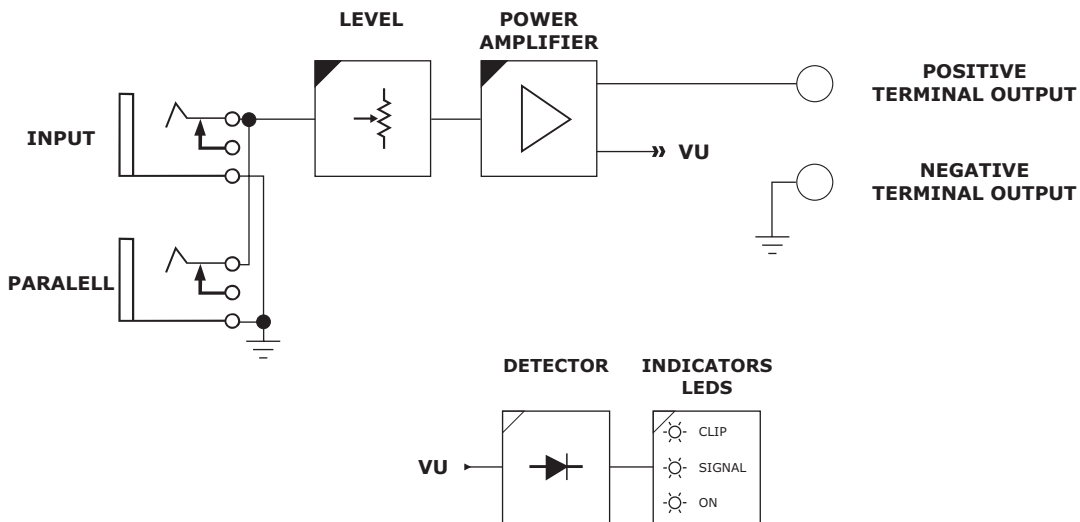 LEVEL
POWER
AMPLIFIER
POSITIVE
TERMINAL OUTPUT
INPUT
VU
NEGATIVE
TERMINAL OUTPUT
PARALELL
DETECTOR
INDICATORS
LEDS
CLIP
VU
SIGNAL
ON